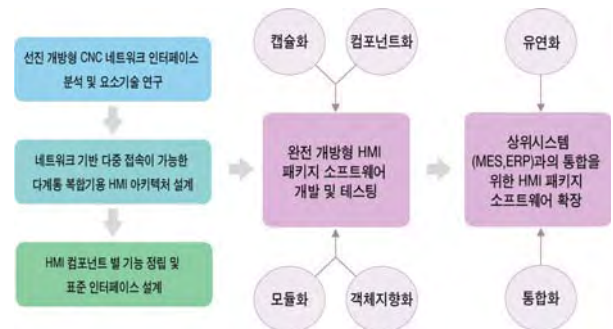 선진 개방형 CNC 네트워크 인터페이스
분석 및 요소기술 연구
네트워크 기반 다중 접속이 가능한
다계통 복합기용 HMI 아키텍처 설계
HMI 컴포넌트 별 기능 정립 및
표준 인터페이스 설계
캡슐화
컴포넌트화
완전 개방형 HMI
패키지 소프트웨어
개발 및 테스팅
모듈화
객체지향화
유연화
상위시스템
(MES,ERP)과의 통합을
위한 HMI 패키지
소프트웨어 확장
통합화